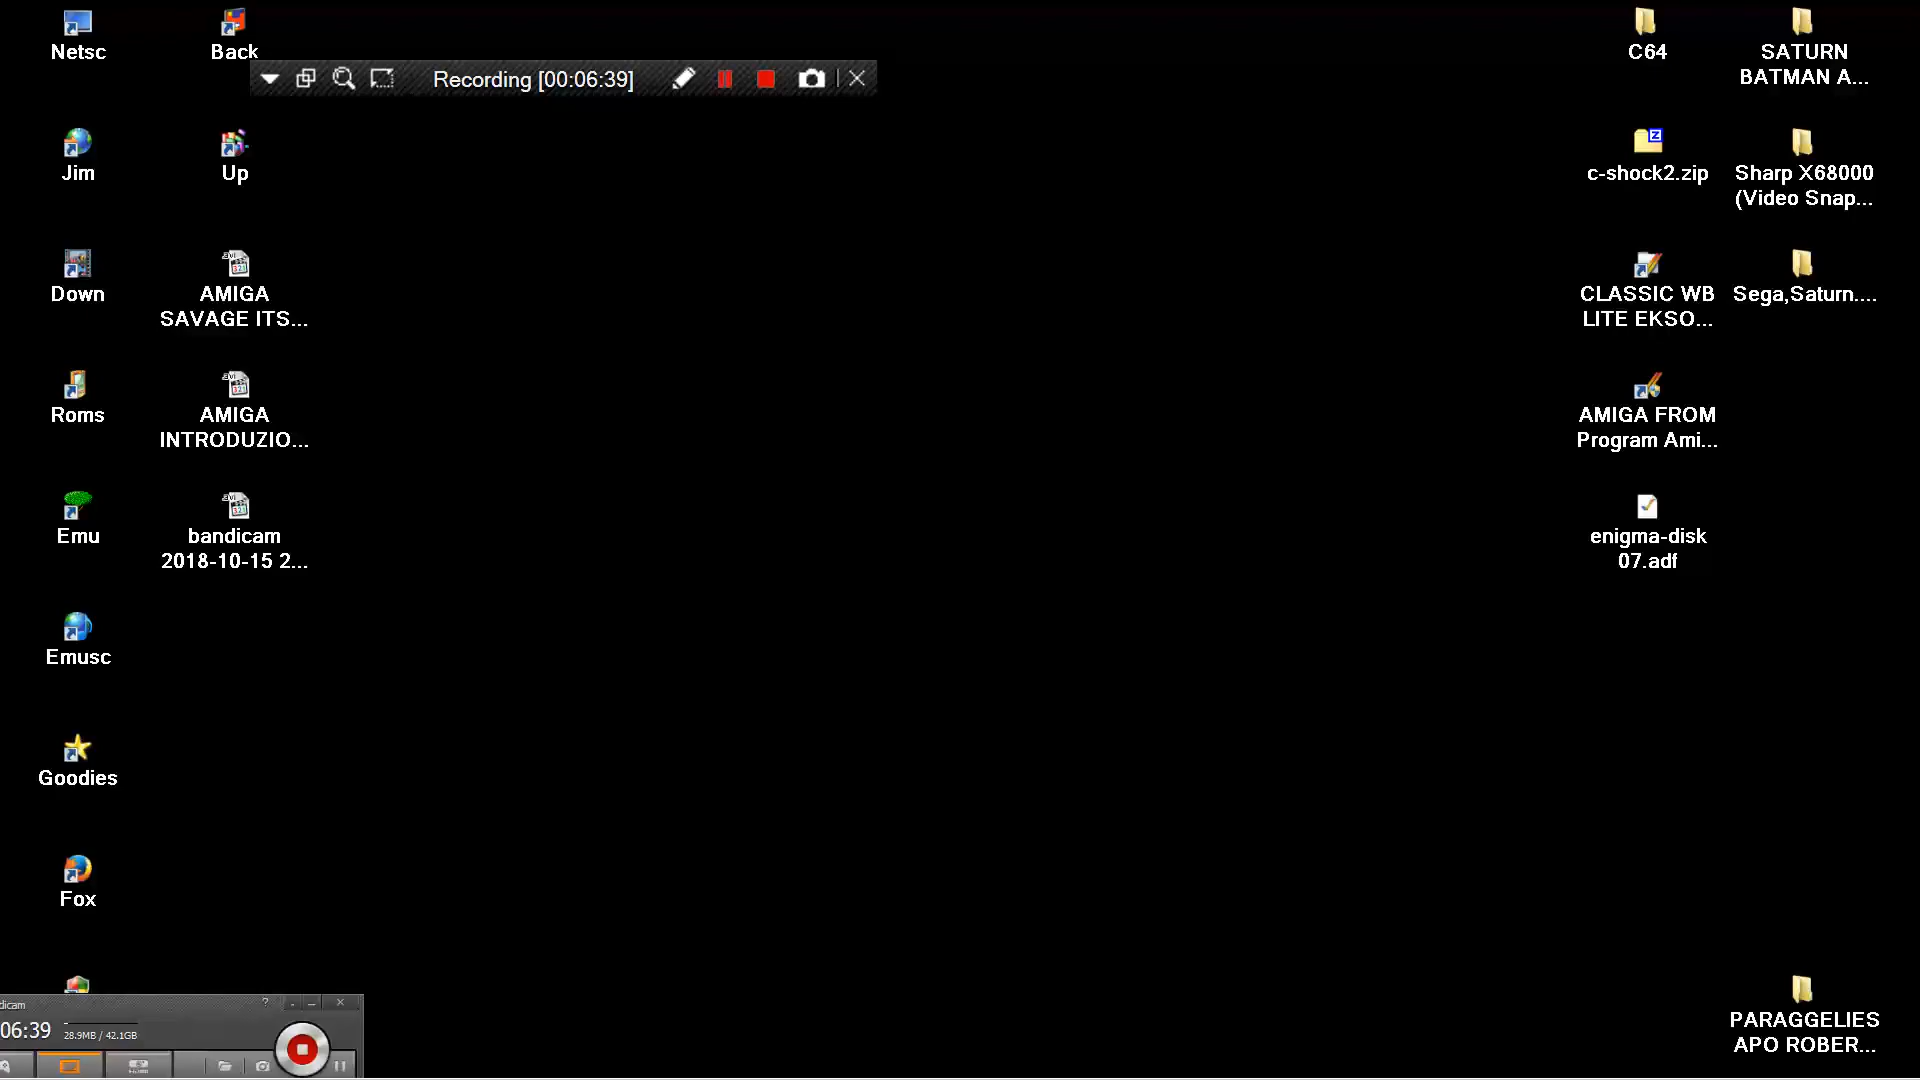 Netsc
Back
Recording [00:06:39]
C64
SATURN
BATMAN A...
Jim
Up
c-shock2.zip
Sharp X68000
(Video Snap...
Down
AMIGA
SAVAGE ITS...
CLASSIC WB
LITE EKSO...
Sega,Saturn....
Roms
AMIGA
INTRODUZIO...
AMIGA FROM
Program Ami...
Emu
bandicam
2018-10-15 2...
enigma-disk
07.adf
Emusc
Goodies
Fox
dicam
06:39
28.9MB / 42.1GB
PARAGGELIES
APO ROBER...